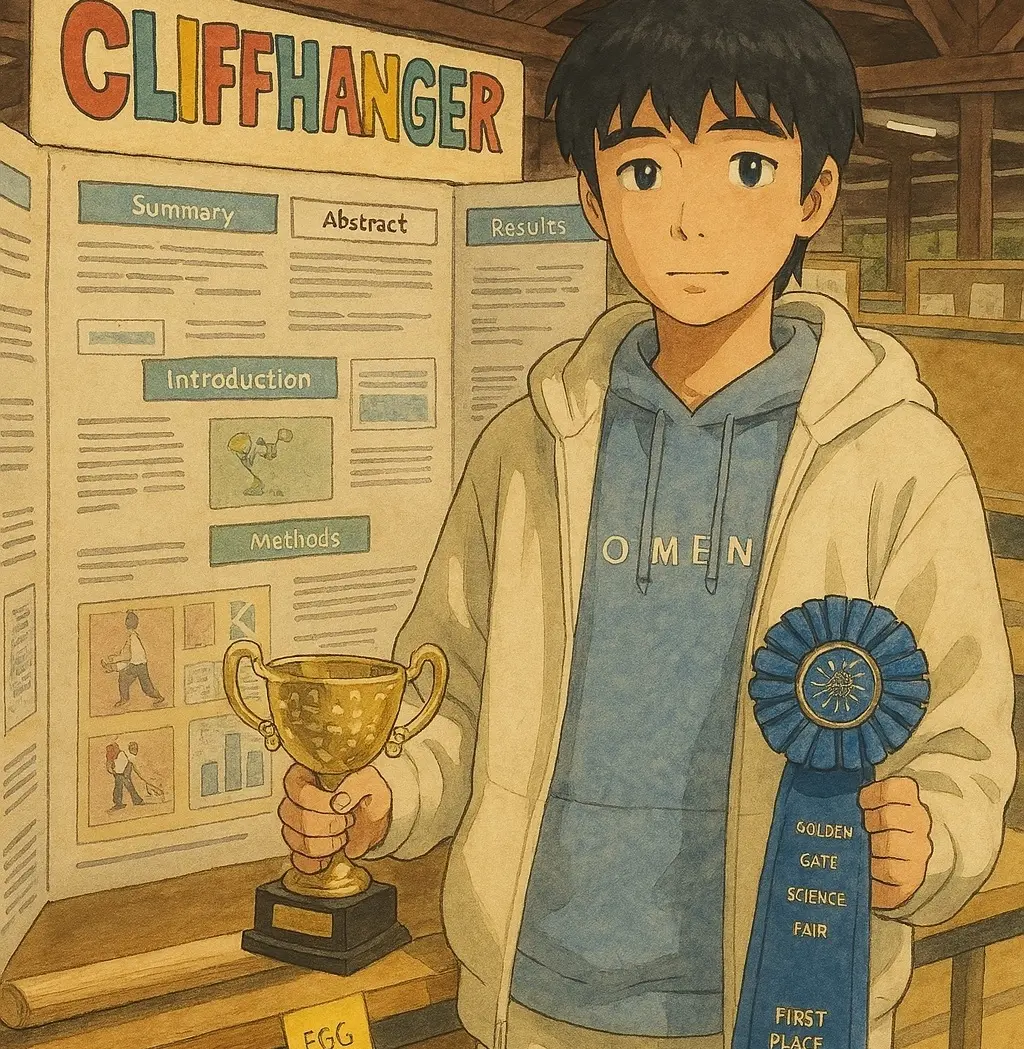 CLIFFHANGER
Summary
Abstract
Results
Introduction
Methods
OMEN
GOLDEN
GATE
SCIENCE
FAIR
FIRST
PLACE
EGG